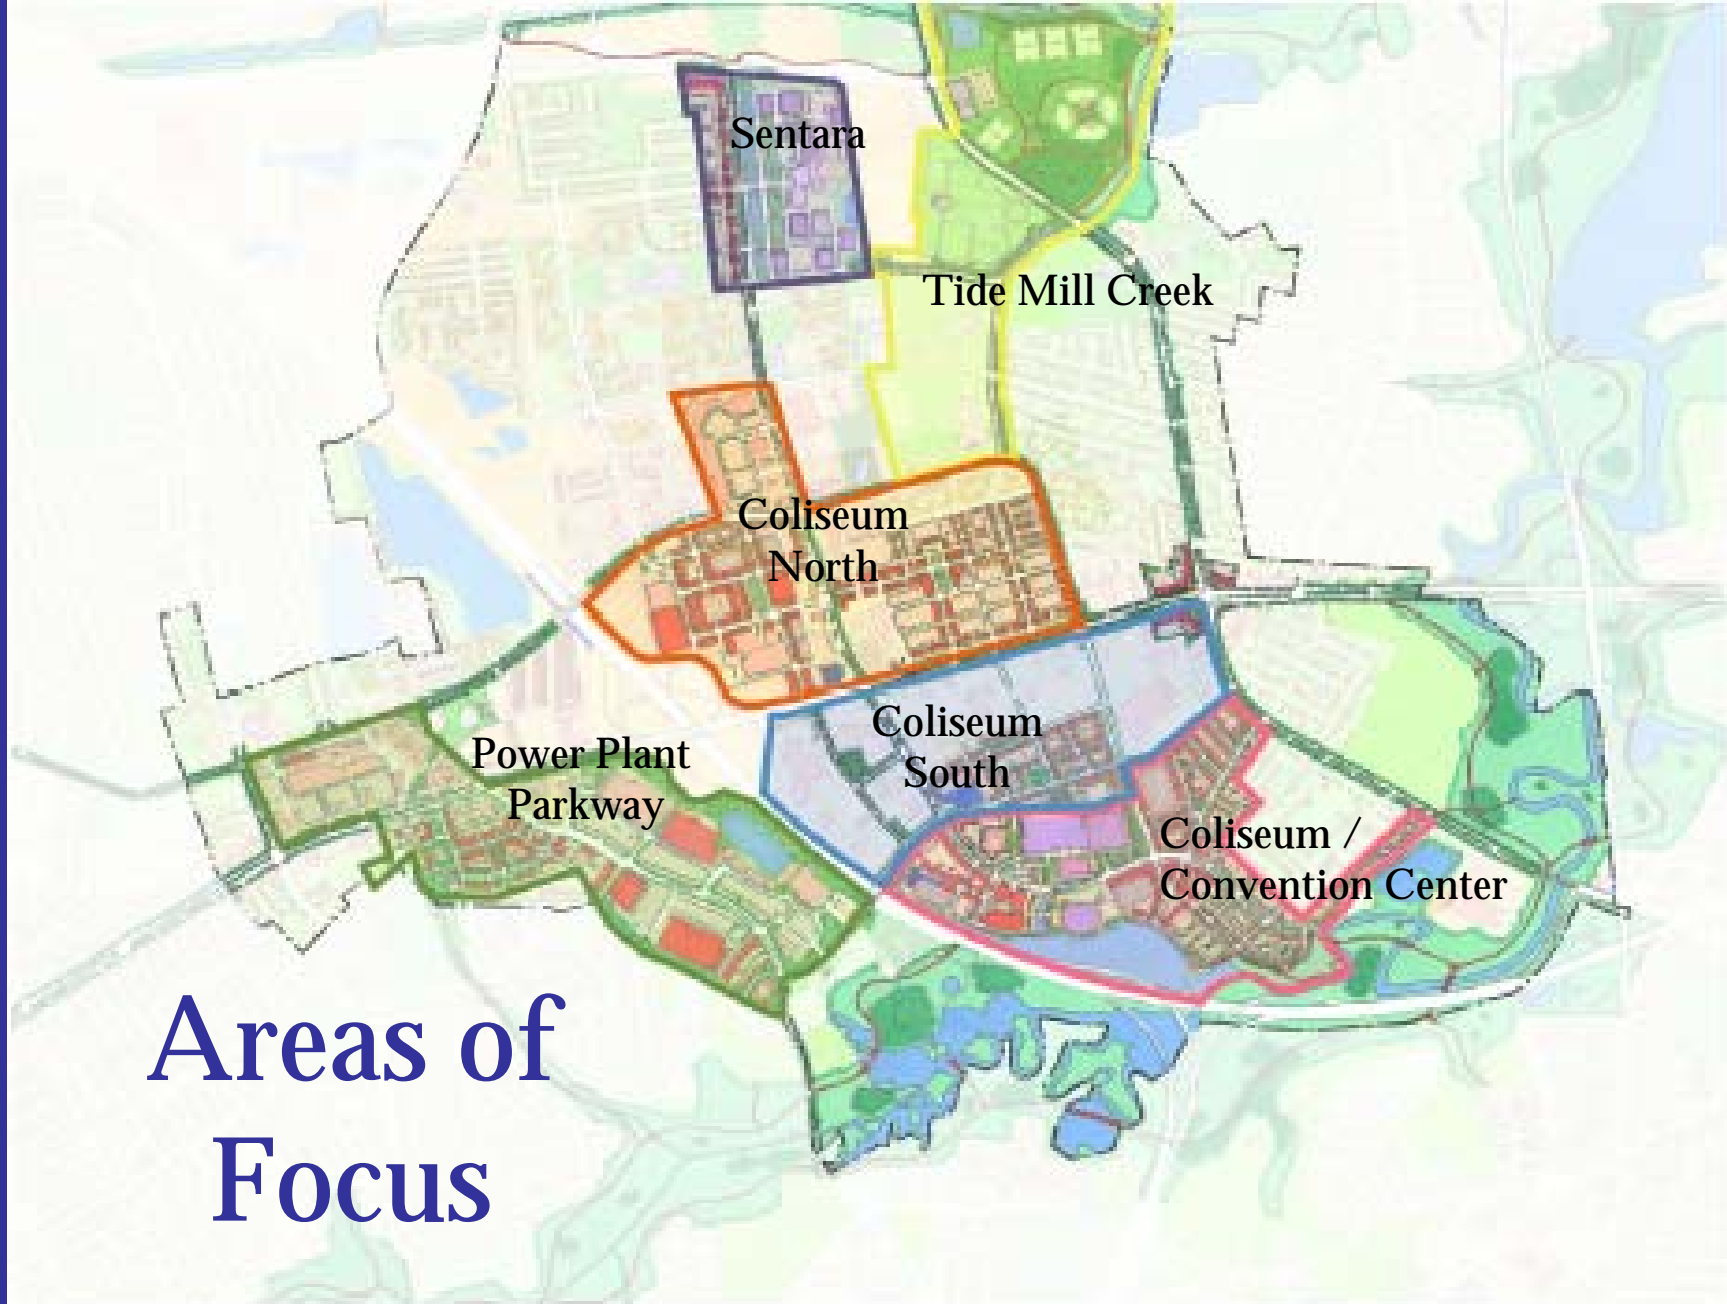 Sentara
Tide Mill Creek
Coliseum
North
Coliseum
South
Power Plant
Parkway
Coliseum /
Convention Center
Areas of
Focus